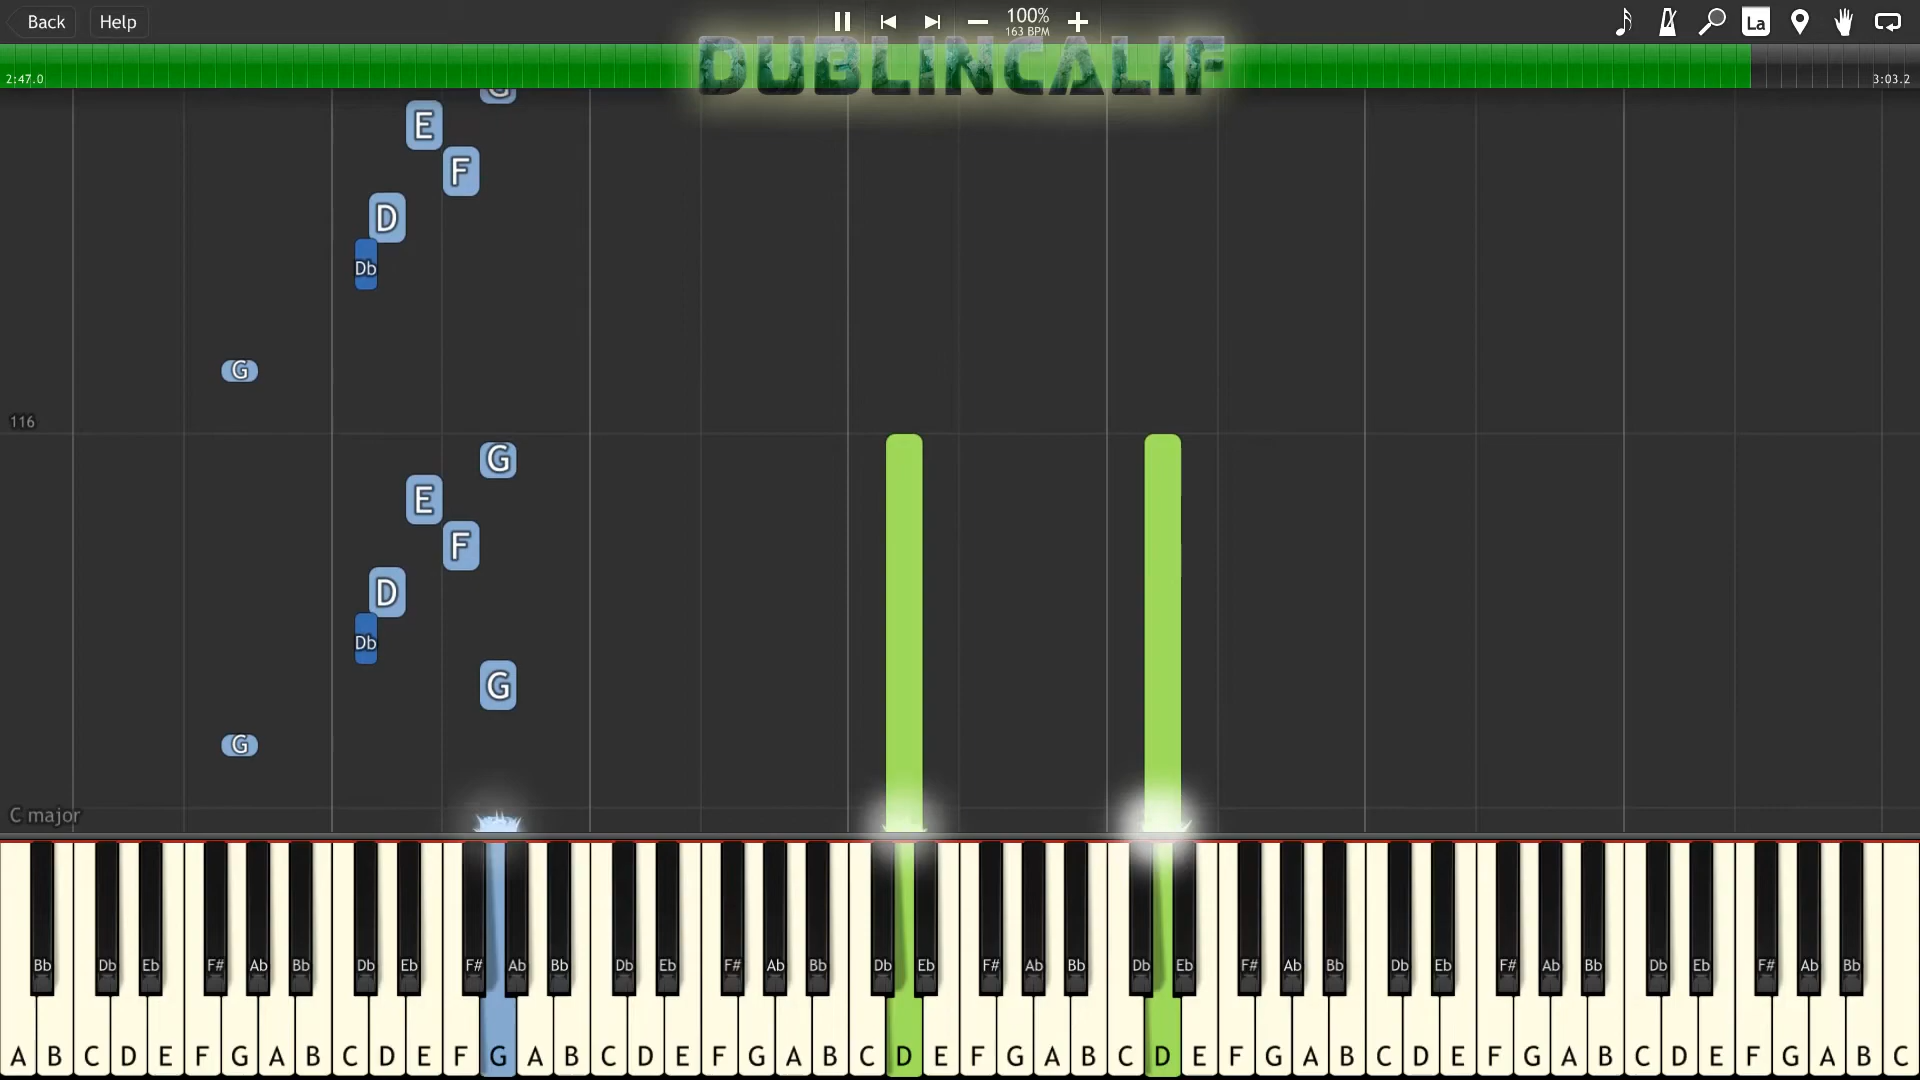 Back Help 100% La
163 BPM
DUBLINCALIF
2:47.0 3:03.2
G
E
F
D
Db
G
116
G
E
F
D
Db
G
G
C major
Bb Db Eb F# Ab Bb Db Eb F# Ab Bb Db Eb F# Ab Bb Db Eb F# Ab Bb Db Eb F# Ab Bb Db Eb F# Ab Bb Db Eb F# Ab Bb
A B C D E F G A B C D E F G A B C D E F G A B C D E F G A B C D E F G A B C D E F G A B C D E F G A B C